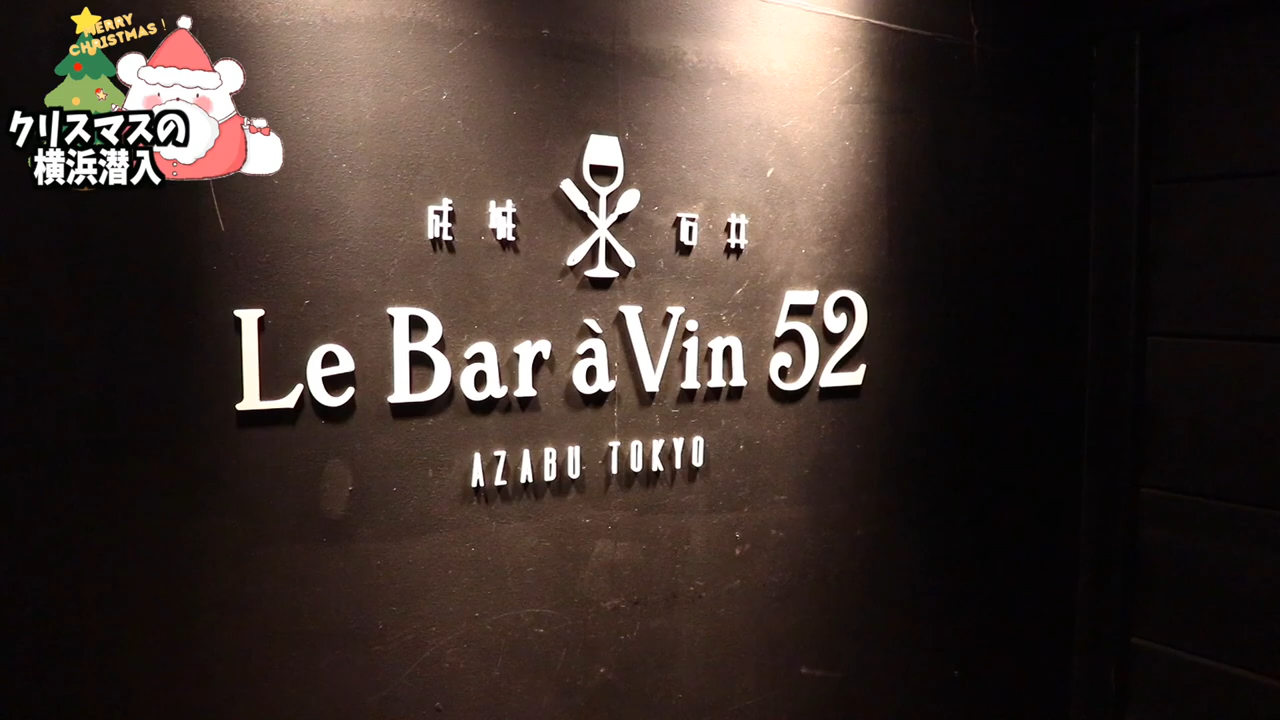 MERRY
CHRISTMAS!
クリスマスの
横浜潜入
成城 石井
Le Bar à Vin 52
AZABU TOKYO